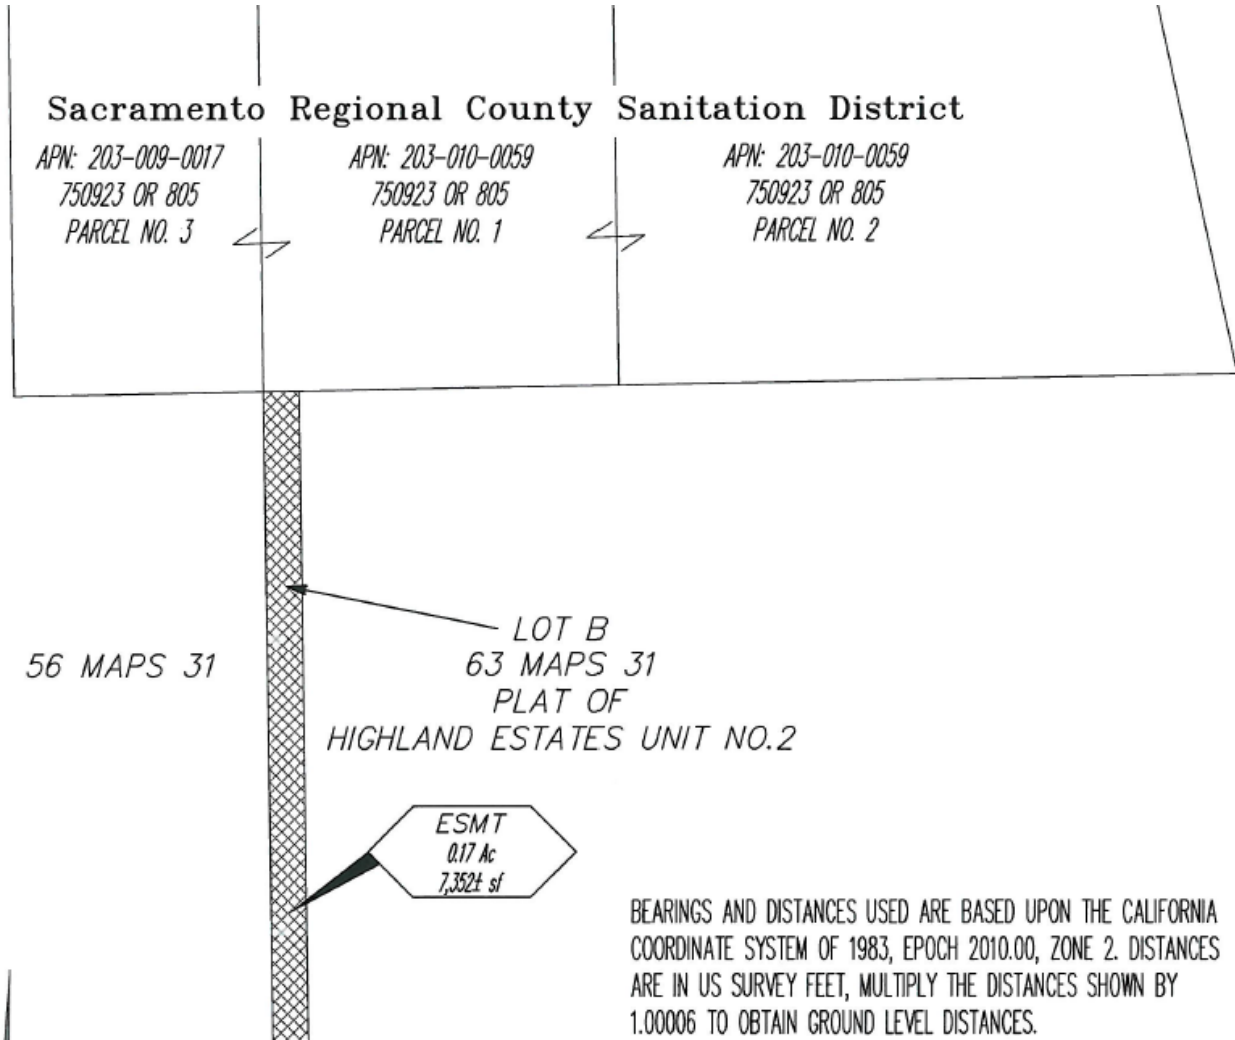 Sacramento Regional County Sanitation District
APN: 203-009-0017
750923 OR 805
PARCEL NO. 3
APN: 203-010-0059
750923 OR 805
PARCEL NO. 1
APN: 203-010-0059
750923 OR 805
PARCEL NO. 2
56 MAPS 31
LOT B
63 MAPS 31
PLAT OF
HIGHLAND ESTATES UNIT NO.2
ESMT
0.17 Ac
7,352± sf
BEARINGS AND DISTANCES USED ARE BASED UPON THE CALIFORNIA
COORDINATE SYSTEM OF 1983, EPOCH 2010.00, ZONE 2. DISTANCES
ARE IN US SURVEY FEET, MULTIPLY THE DISTANCES SHOWN BY
1.00006 TO OBTAIN GROUND LEVEL DISTANCES.